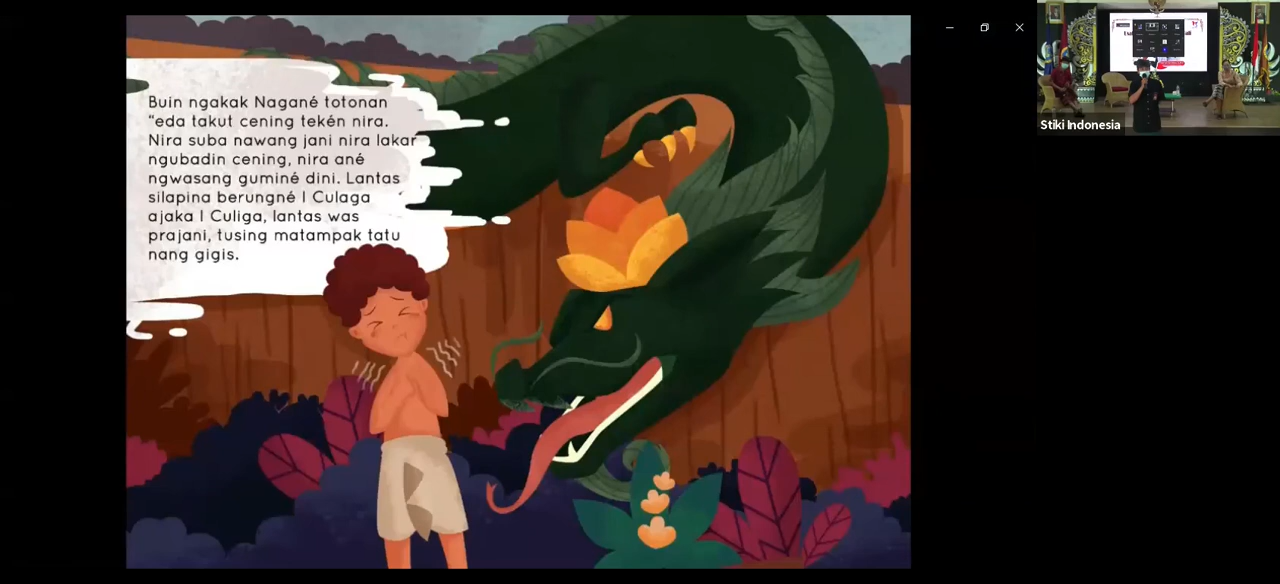 Buin ngakak Nagané totonan
"eda takut cening tekén nira.
Nira suba nawang jani nira lakar
ngubadin cening, nira ané
ngwasang guminé dini. Lantas
silapina berungné I Culaga
ajaka I Culiga, lantas was
prajani, tusing matampak tatu
nang gigis.
Stiki Indonesia